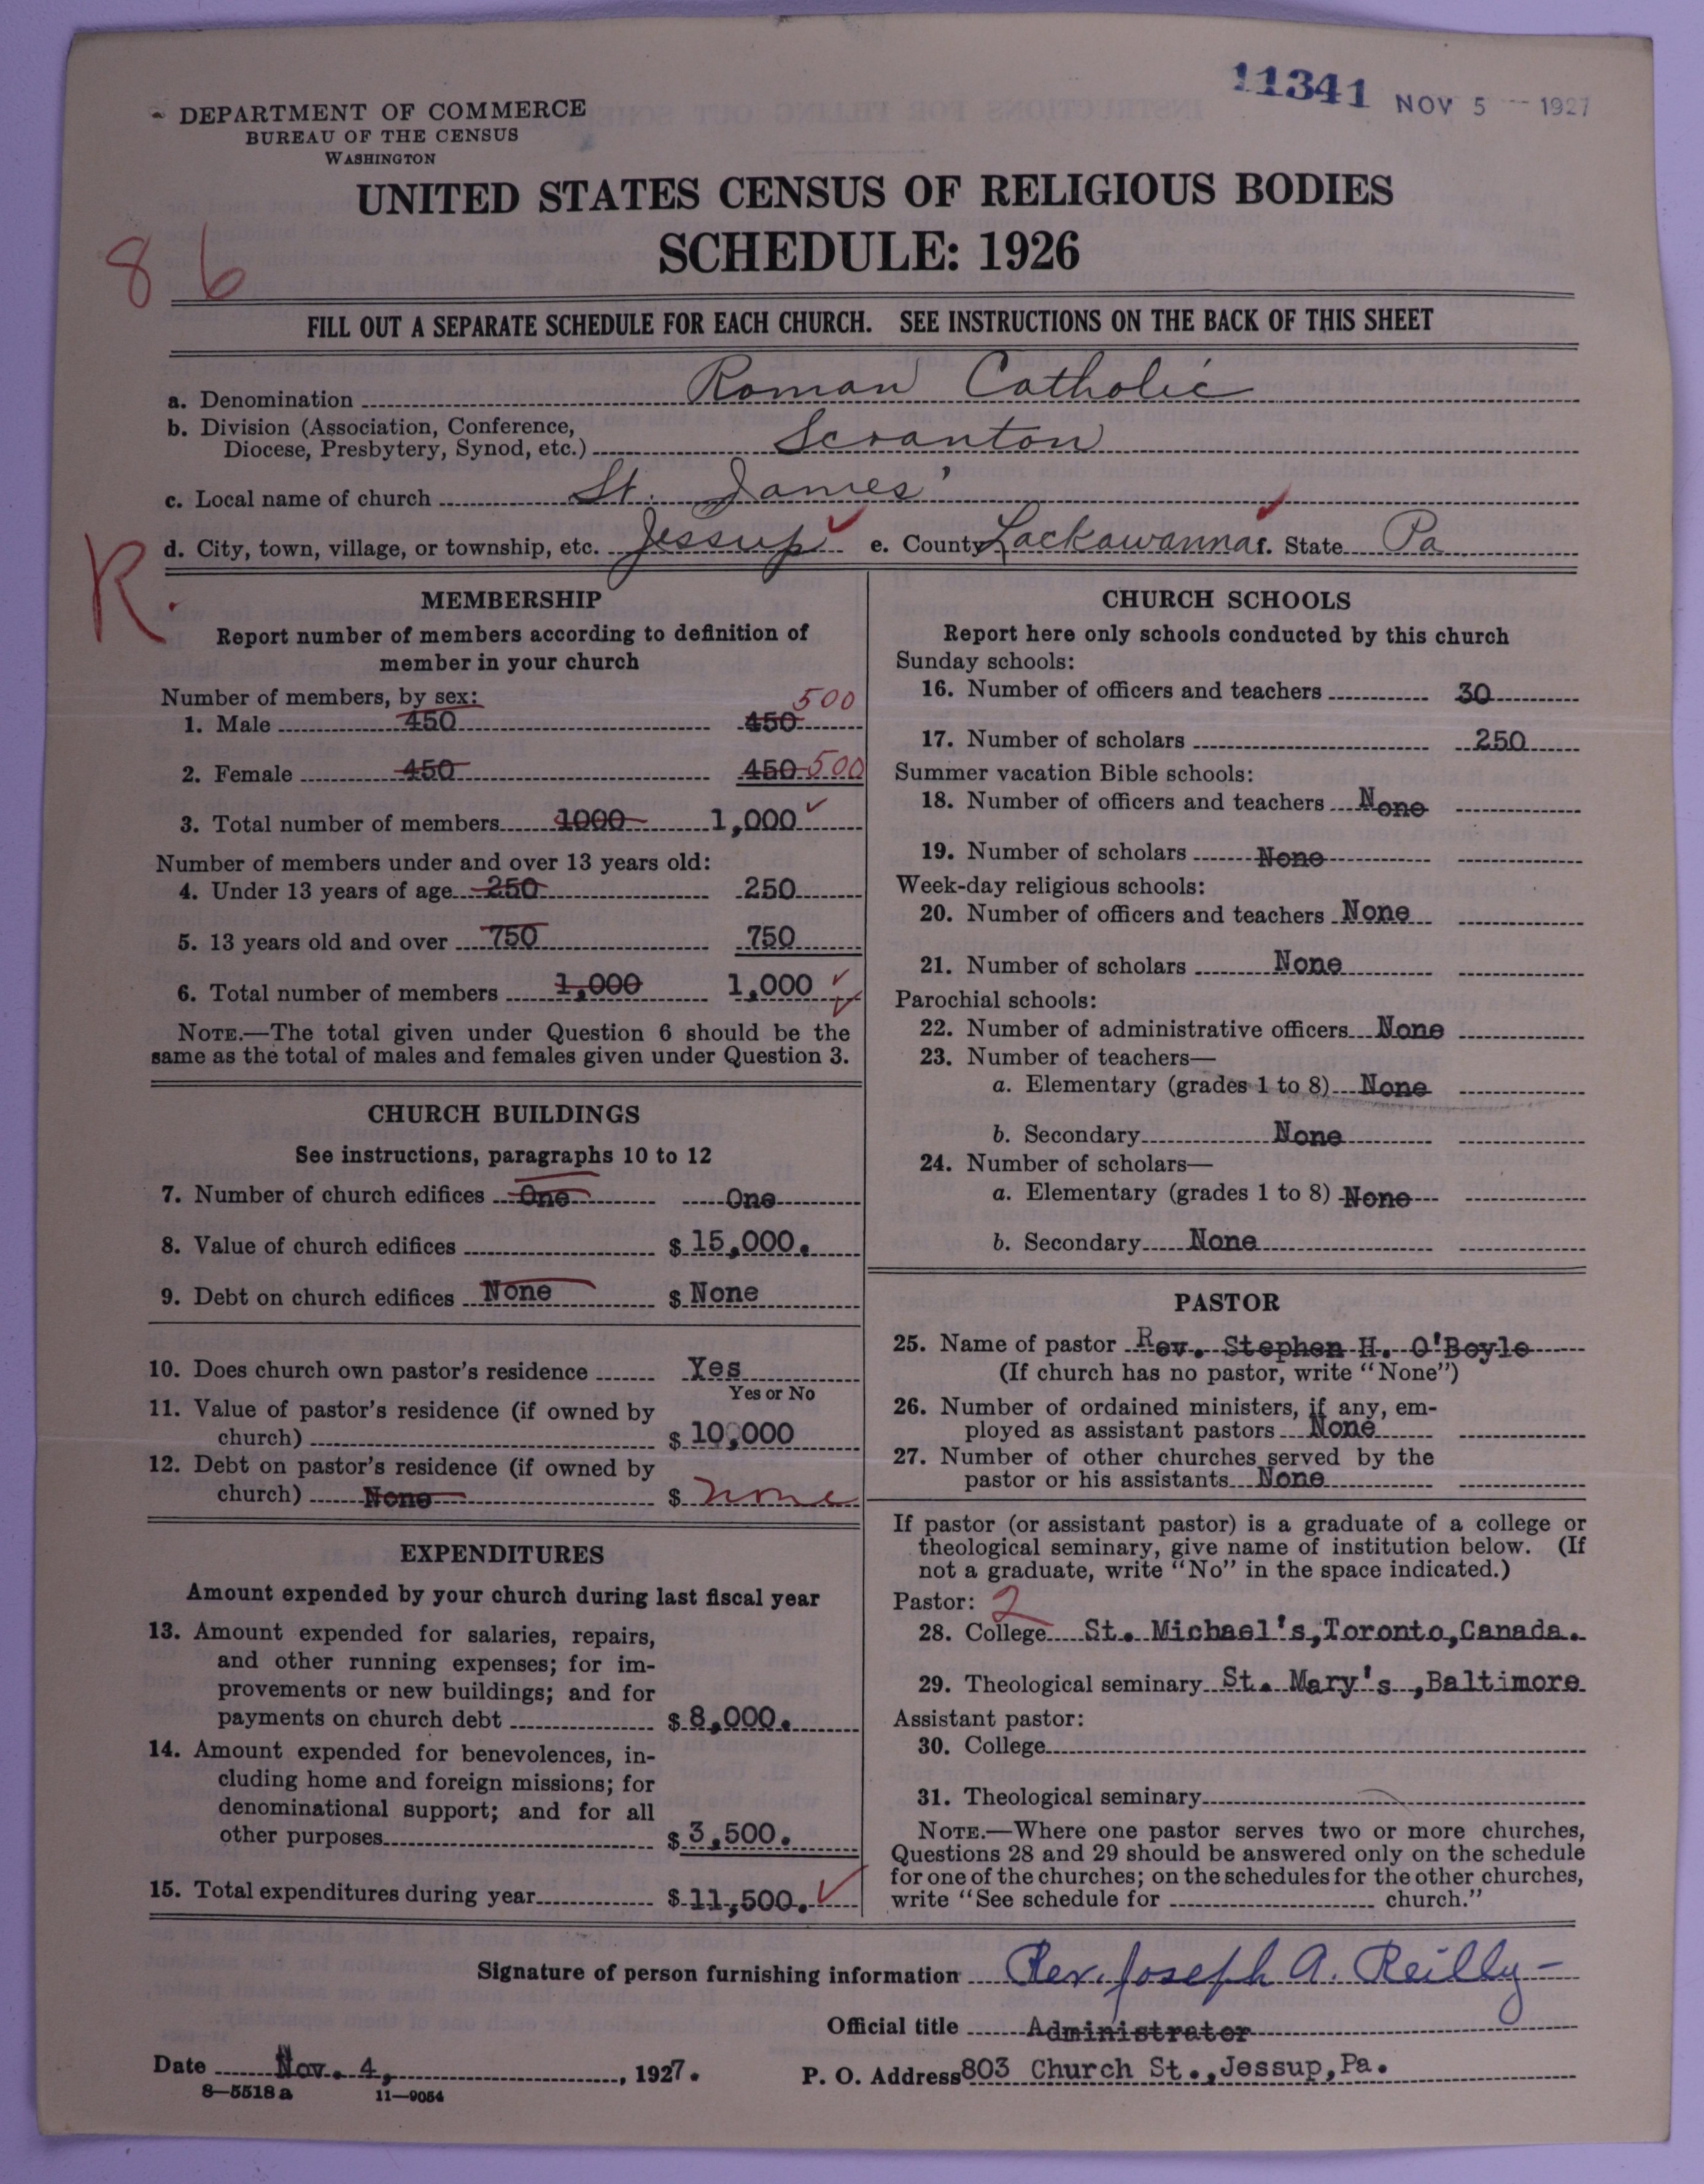 11341 NOV 5 1927
DEPARTMENT OF COMMERCE
BUREAU OF THE CENSUS
WASHINGTON
UNITED STATES CENSUS OF RELIGIOUS BODIES
SCHEDULE: 1926
86
FILL OUT A SEPARATE SCHEDULE FOR EACH CHURCH. SEE INSTRUCTIONS ON THE BACK OF THIS SHEET
a. Denomination Roman Catholic
b. Division (Association, Conference,
Diocese, Presbytery, Synod, etc.) Scranton
c. Local name of church St. James'
d. City, town, village, or township, etc. Jessup e. County Lackawanna f. State Pa
R.
MEMBERSHIP
Report number of members according to definition of
member in your church
Number of members, by sex:
500
1. Male 450 450
2. Female 450 450 500
3. Total number of members 1000 1,000
Number of members under and over 13 years old:
4. Under 13 years of age 250 250
5. 13 years old and over 750 750
6. Total number of members 1,000 1,000
NOTE.—The total given under Question 6 should be the
same as the total of males and females given under Question 3.
CHURCH BUILDINGS
See instructions, paragraphs 10 to 12
7. Number of church edifices One One
8. Value of church edifices $ 15,000.
9. Debt on church edifices None $ None
10. Does church own pastor's residence Yes
Yes or No
11. Value of pastor's residence (if owned by
church) $ 10,000
12. Debt on pastor's residence (if owned by
church) None $ none
EXPENDITURES
Amount expended by your church during last fiscal year
13. Amount expended for salaries, repairs,
and other running expenses; for im-
provements or new buildings; and for
payments on church debt $ 8,000.
14. Amount expended for benevolences, in-
cluding home and foreign missions; for
denominational support; and for all
other purposes $ 3,500.
15. Total expenditures during year $ 11,500.
CHURCH SCHOOLS
Report here only schools conducted by this church
Sunday schools:
16. Number of officers and teachers 30
17. Number of scholars 250
Summer vacation Bible schools:
18. Number of officers and teachers None
19. Number of scholars None
Week-day religious schools:
20. Number of officers and teachers None
21. Number of scholars None
Parochial schools:
22. Number of administrative officers None
23. Number of teachers—
a. Elementary (grades 1 to 8) None
b. Secondary None
24. Number of scholars—
a. Elementary (grades 1 to 8) None
b. Secondary None
PASTOR
25. Name of pastor Rev. Stephen H. O'Boyle
(If church has no pastor, write "None")
26. Number of ordained ministers, if any, em-
ployed as assistant pastors None
27. Number of other churches served by the
pastor or his assistants None
If pastor (or assistant pastor) is a graduate of a college or
theological seminary, give name of institution below. (If
not a graduate, write "No" in the space indicated.)
Pastor: 2
28. College St. Michael's,Toronto,Canada.
29. Theological seminary St. Mary's ,Baltimore
Assistant pastor:
30. College
31. Theological seminary
NOTE.—Where one pastor serves two or more churches,
Questions 28 and 29 should be answered only on the schedule
for one of the churches; on the schedules for the other churches,
write "See schedule for church."
Signature of person furnishing information Rev. Joseph A. Reilly-
Official title Administrator
Date Nov. 4, , 1927.
P. O. Address 803 Church St.,Jessup,Pa.
8—5518a 11—9054